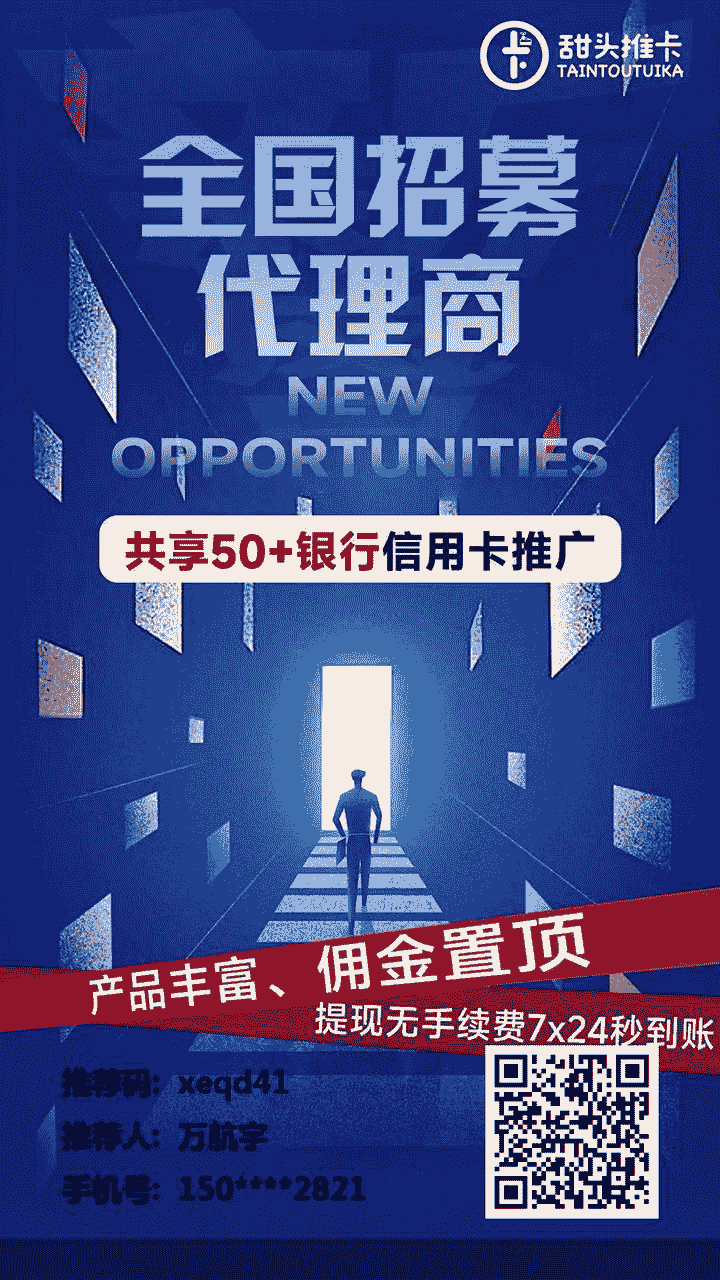 甜头推卡
TAINTOUTUIKA
全国招募
代理商
NEW
OPPORTUNITIES
共享50+银行信用卡推广
产品丰富、佣金置顶
提现无手续费7x24秒到账
推荐码: xeqd41
推荐人: 万航宇
手机号: 150****2821